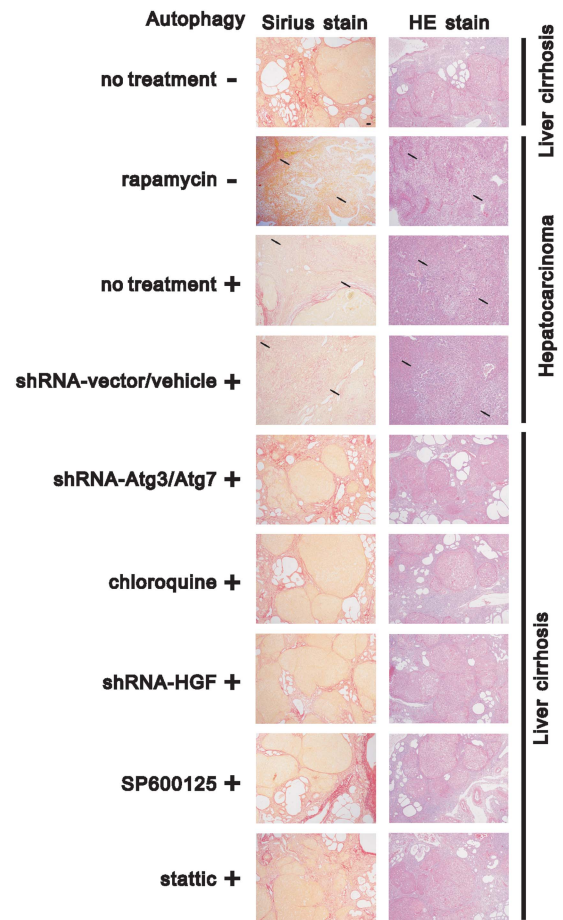 Autophagy Sirius stain HE stain
no treatment -
Liver cirrhosis
rapamycin -
no treatment +
shRNA-vector/vehicle +
Hepatocarcinoma
shRNA-Atg3/Atg7 +
chloroquine +
shRNA-HGF +
SP600125 +
stattic +
Liver cirrhosis